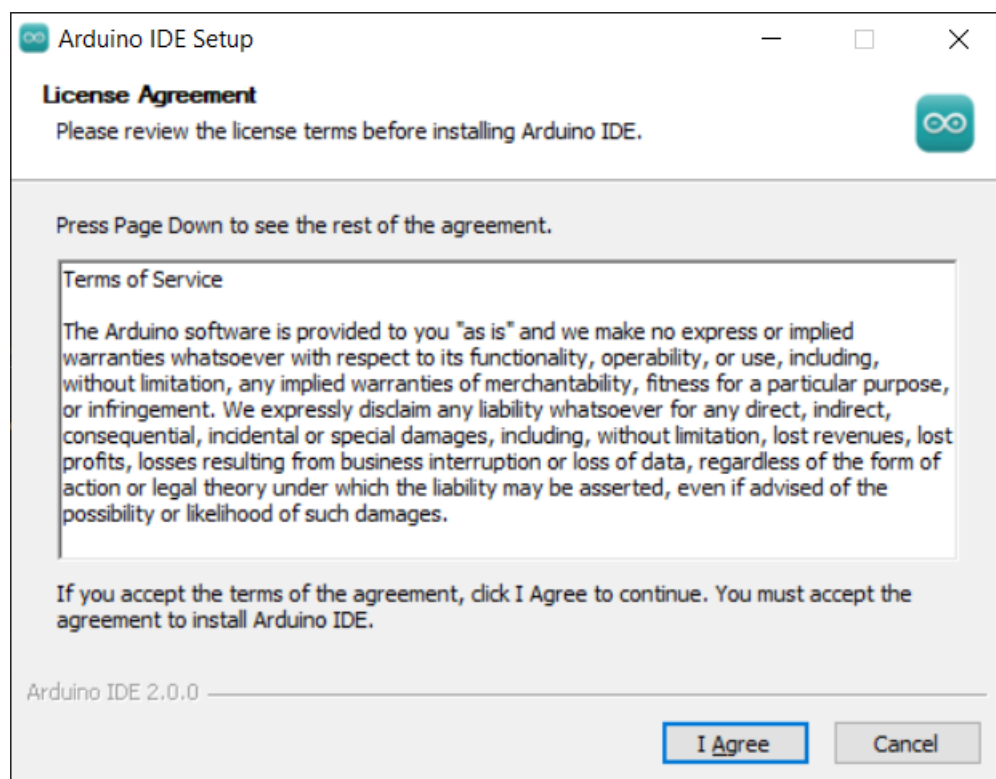 Arduino IDE Setup
License Agreement
Please review the license terms before installing Arduino IDE.
Press Page Down to see the rest of the agreement.
Terms of Service
The Arduino software is provided to you "as is" and we make no express or implied
warranties whatsoever with respect to its functionality, operability, or use, including,
without limitation, any implied warranties of merchantability, fitness for a particular purpose,
or infringement. We expressly disclaim any liability whatsoever for any direct, indirect,
consequential, incidental or special damages, including, without limitation, lost revenues, lost
profits, losses resulting from business interruption or loss of data, regardless of the form of
action or legal theory under which the liability may be asserted, even if advised of the
possibility or likelihood of such damages.
If you accept the terms of the agreement, click I Agree to continue. You must accept the
agreement to install Arduino IDE.
Arduino IDE 2.0.0
I Agree
Cancel